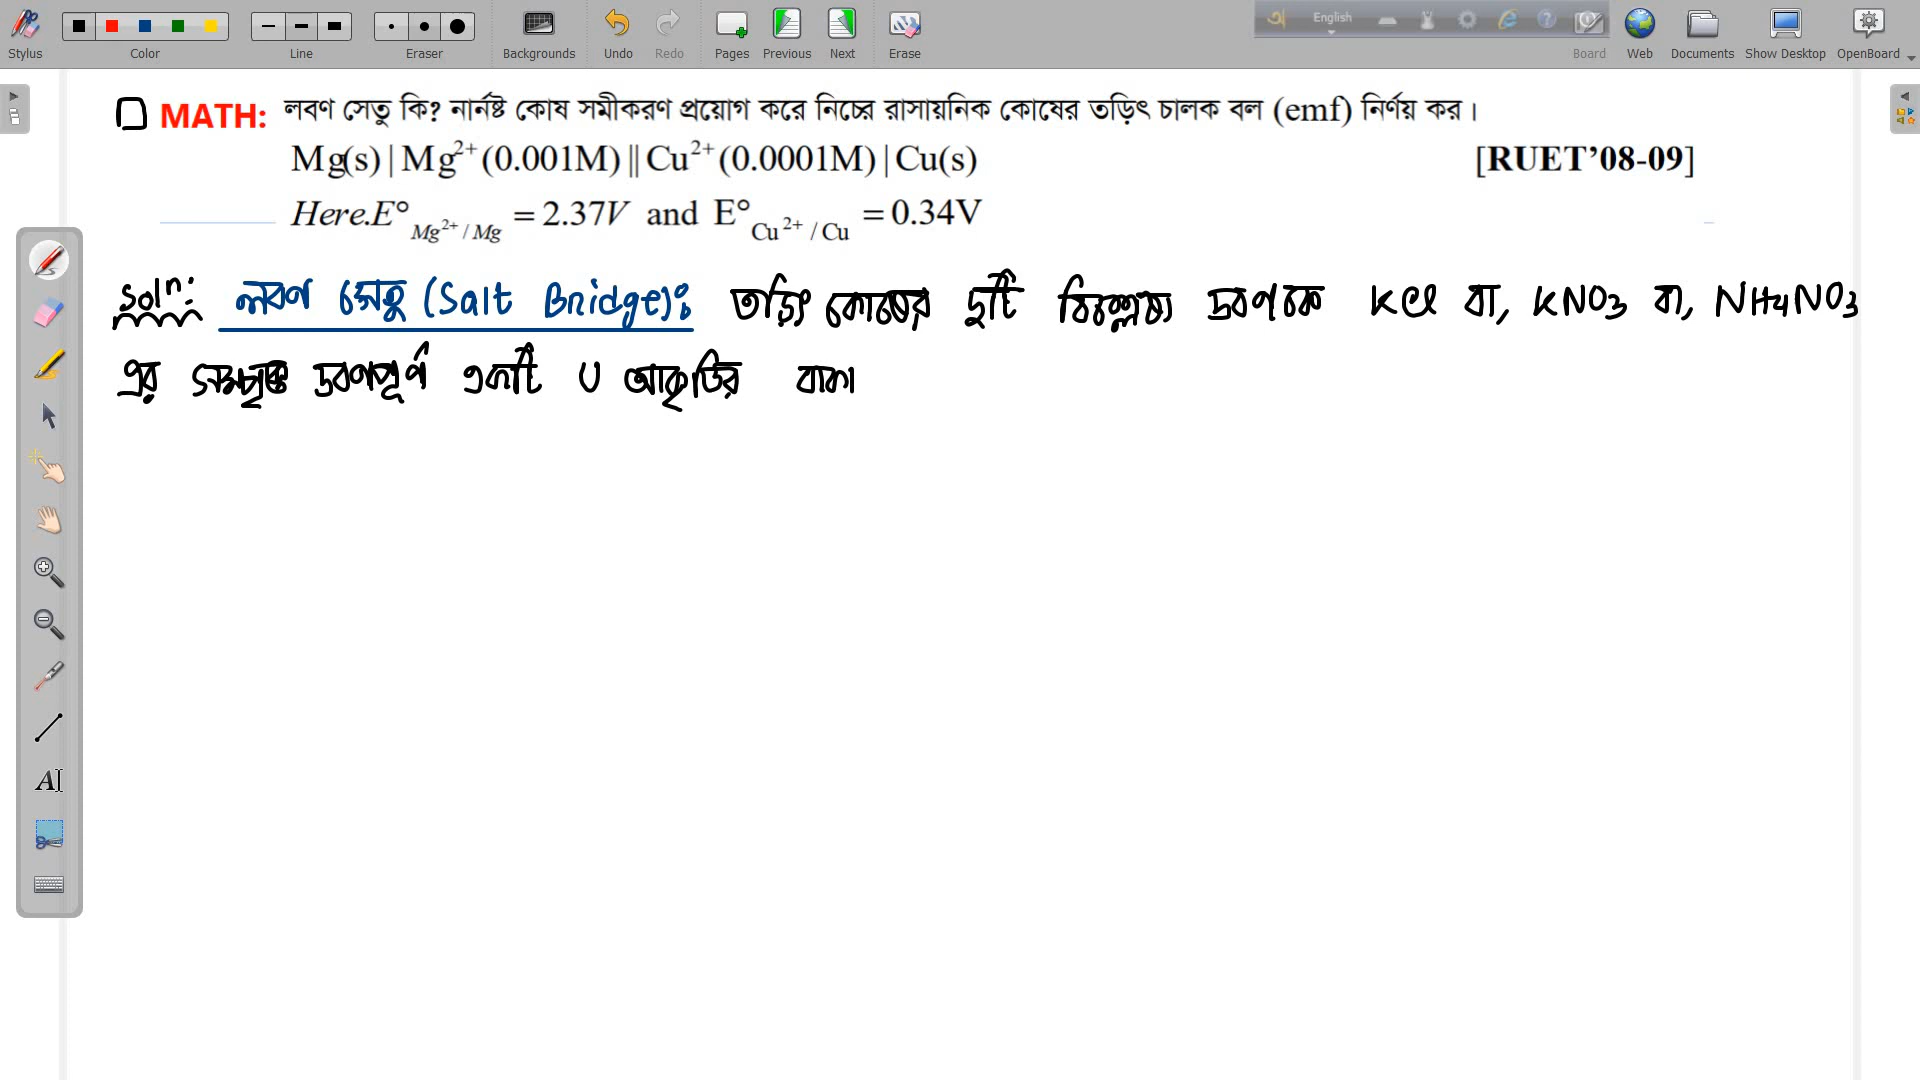 Stylus Color Line Eraser Backgrounds Undo Redo Pages Previous Next Erase Board Web Documents Show Desktop OpenBoard
অ English
MATH: লবণ সেতু কি? নার্নষ্ট কোষ সমীকরণ প্রয়োগ করে নিচের রাসায়নিক কোষের তড়িৎ চালক বল (emf) নির্ণয় কর।
Mg(s) | Mg²⁺ (0.001M) || Cu²⁺ (0.0001M) | Cu(s) [RUET’08-09]
Here.E° Mg²⁺ / Mg = 2.37V and E° Cu²⁺ / Cu = 0.34V
Soln: লবণ সেতু (Salt Bridge): তড়িৎ কোষের দুটি বিশ্লেষ্য দ্রবণকে KCl বা, KNO3 বা, NH4NO3
এর সম্পৃক্ত দ্রবণপূর্ণ একটি U আকৃতির বাকা
AI